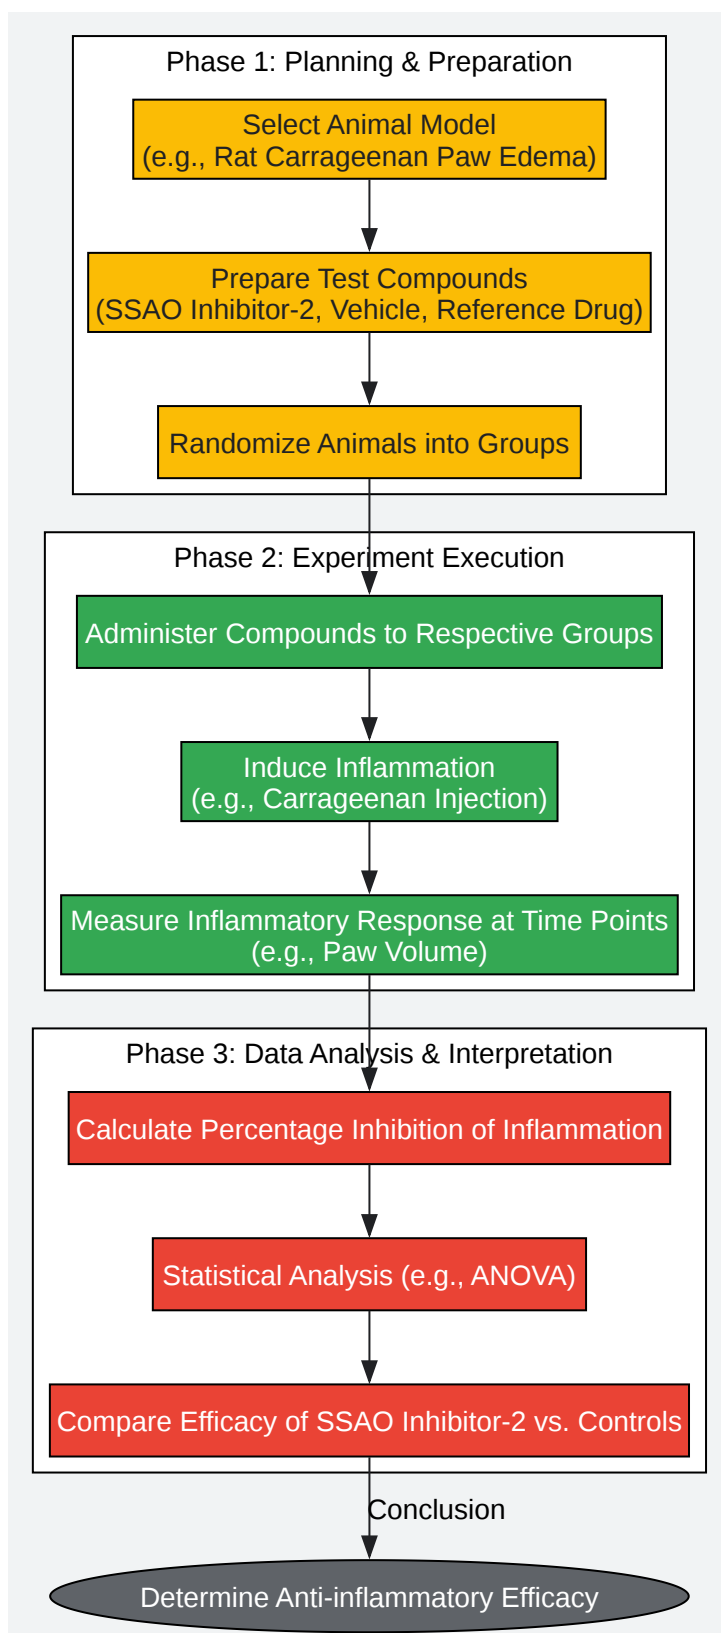 Phase 1: Planning & Preparation
Select Animal Model
(e.g., Rat Carrageenan Paw Edema)
Prepare Test Compounds
(SSAO Inhibitor-2, Vehicle, Reference Drug)
Randomize Animals into Groups
Phase 2: Experiment Execution
Administer Compounds to Respective Groups
Induce Inflammation
(e.g., Carrageenan Injection)
Measure Inflammatory Response at Time Points
(e.g., Paw Volume)
Phase 3: Data Analysis & Interpretation
Calculate Percentage Inhibition of Inflammation
Statistical Analysis (e.g., ANOVA)
Compare Efficacy of SSAO Inhibitor-2 vs. Controls
Conclusion
Determine Anti-inflammatory Efficacy